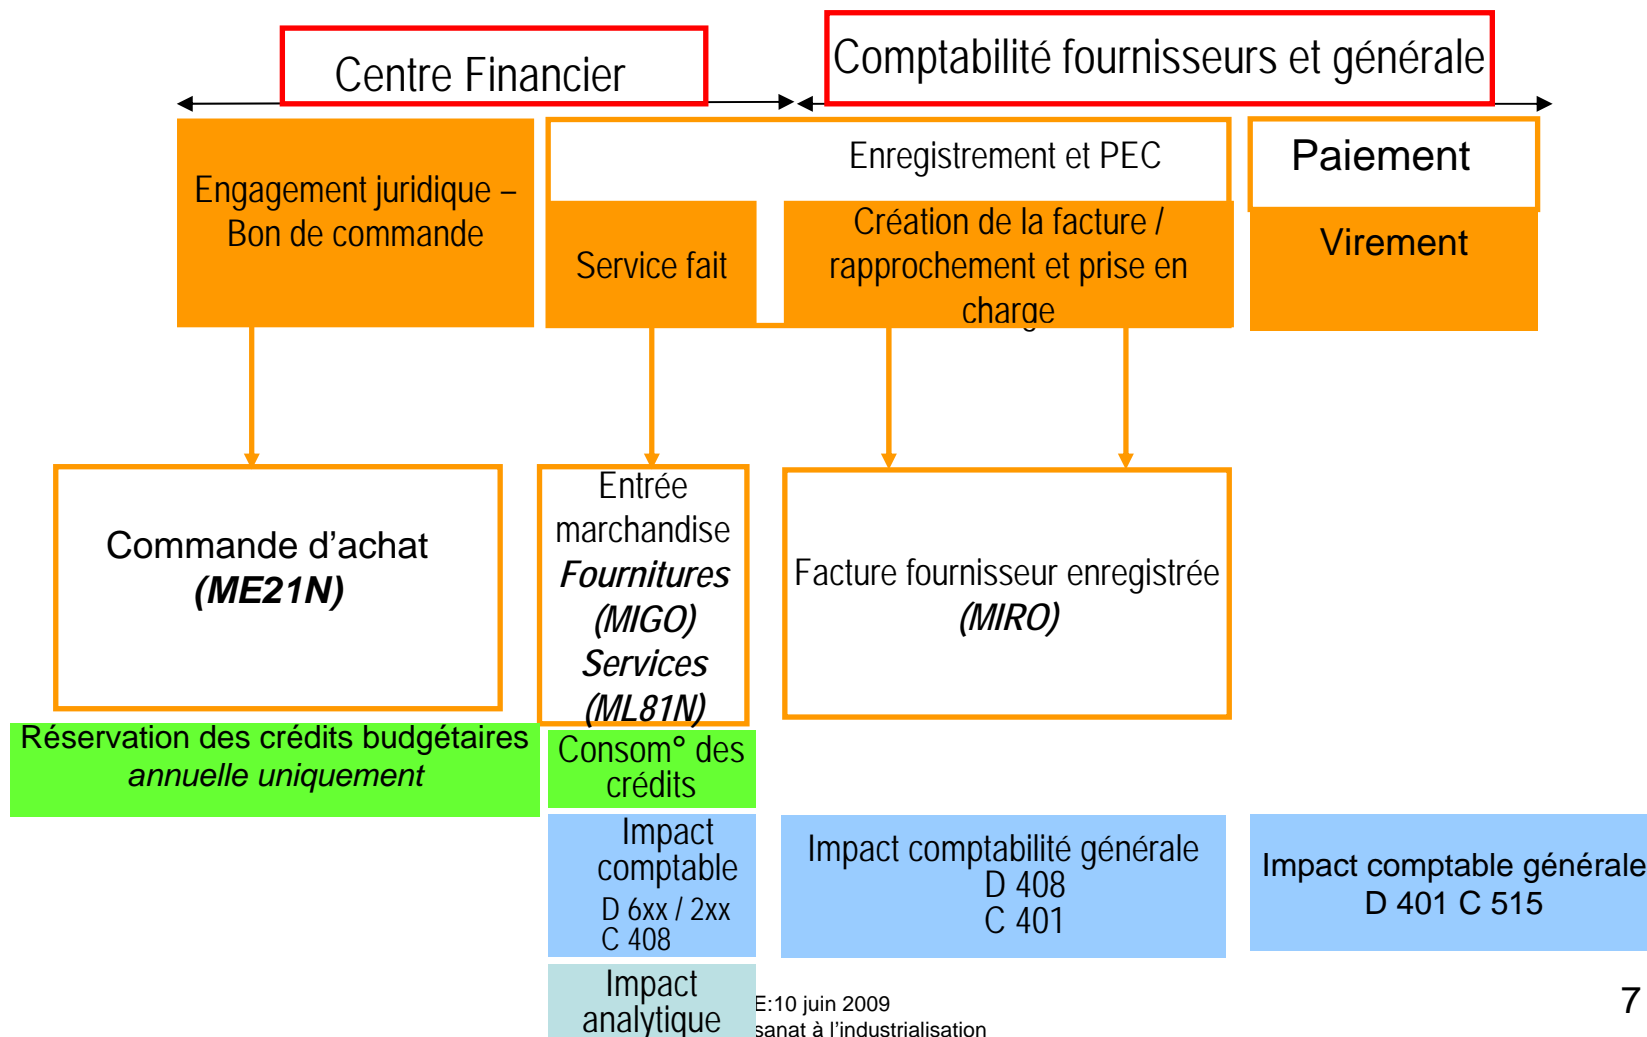 Centre Financier
Comptabilité fournisseurs et générale
Engagement juridique –
Bon de commande
Enregistrement et PEC
Service fait
Création de la facture /
rapprochement et prise en
charge
Paiement
Virement
Commande d’achat
(ME21N)
Entrée
marchandise
Fournitures
(MIGO)
Services
(ML81N)
Facture fournisseur enregistrée
(MIRO)
Réservation des crédits budgétaires
annuelle uniquement
Consom° des
crédits
Impact
comptable
D 6xx / 2xx
C 408
Impact comptabilité générale
D 408
C 401
Impact comptable générale
D 401 C 515
Impact
analytique
E:10 juin 2009
sanat à l’industrialisation
7